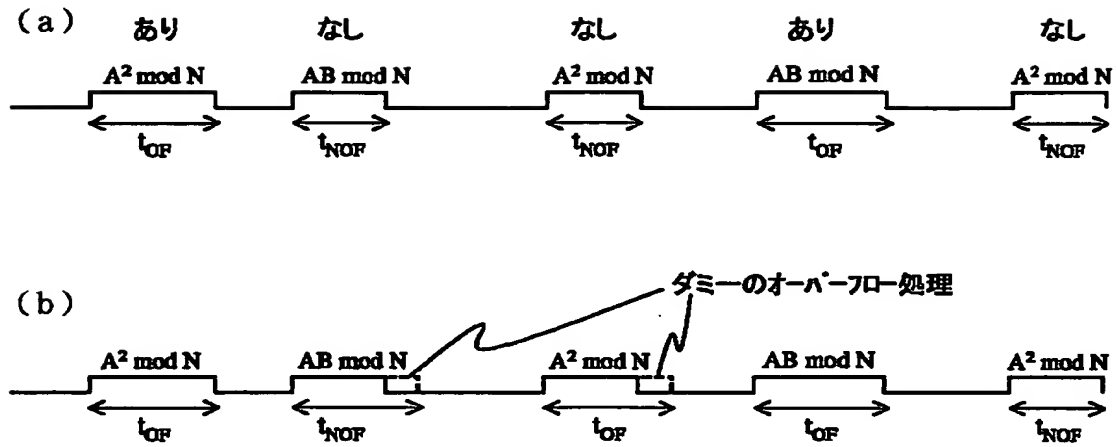 (a)
あり なし なし あり なし
A² mod N AB mod N A² mod N AB mod N A² mod N
t_OF t_NOF t_NOF t_OF t_NOF
ダミーのオーバーフロー処理
(b)
A² mod N AB mod N A² mod N AB mod N A² mod N
t_OF t_NOF t_OF t_OF t_NOF